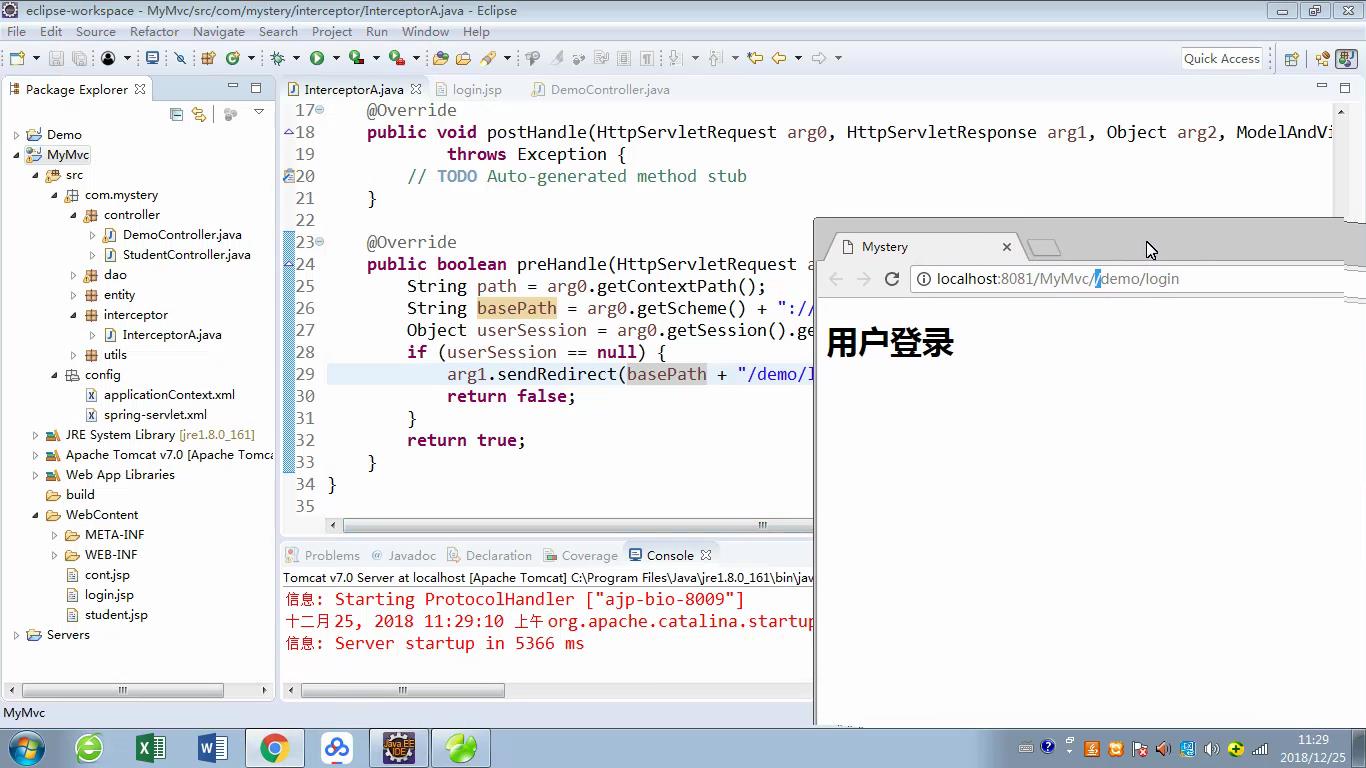 eclipse-workspace - MyMvc/src/com/mystery/interceptor/InterceptorA.java - Eclipse
File Edit Source Refactor Navigate Search Project Run Window Help
Quick Access
Package Explorer
InterceptorA.java login.jsp DemoController.java
Demo
MyMvc
src
com.mystery
controller
DemoController.java
StudentController.java
dao
entity
interceptor
InterceptorA.java
utils
config
applicationContext.xml
spring-servlet.xml
JRE System Library [jre1.8.0_161]
Apache Tomcat v7.0 [Apache Tomca
Web App Libraries
build
WebContent
META-INF
WEB-INF
cont.jsp
login.jsp
student.jsp
Servers
17 @Override
18 public void postHandle(HttpServletRequest arg0, HttpServletResponse arg1, Object arg2, ModelAndVi
19 throws Exception {
20 // TODO Auto-generated method stub
21 }
22
23 @Override
24 public boolean preHandle(HttpServletRequest a
25 String path = arg0.getContextPath();
26 String basePath = arg0.getScheme() + "://
27 Object userSession = arg0.getSession().ge
28 if (userSession == null) {
29 arg1.sendRedirect(basePath + "/demo/l
30 return false;
31 }
32 return true;
33 }
34 }
35
Mystery
localhost:8081/MyMvc//demo/login
用户登录
Problems @ Javadoc Declaration Coverage Console
Tomcat v7.0 Server at localhost [Apache Tomcat] C:\Program Files\Java\jre1.8.0_161\bin\jav
信息: Starting ProtocolHandler ["ajp-bio-8009"]
十二月 25, 2018 11:29:10 上午 org.apache.catalina.startup
信息: Server startup in 5366 ms
MyMvc
Java EE
IDE
11:29
2018/12/25